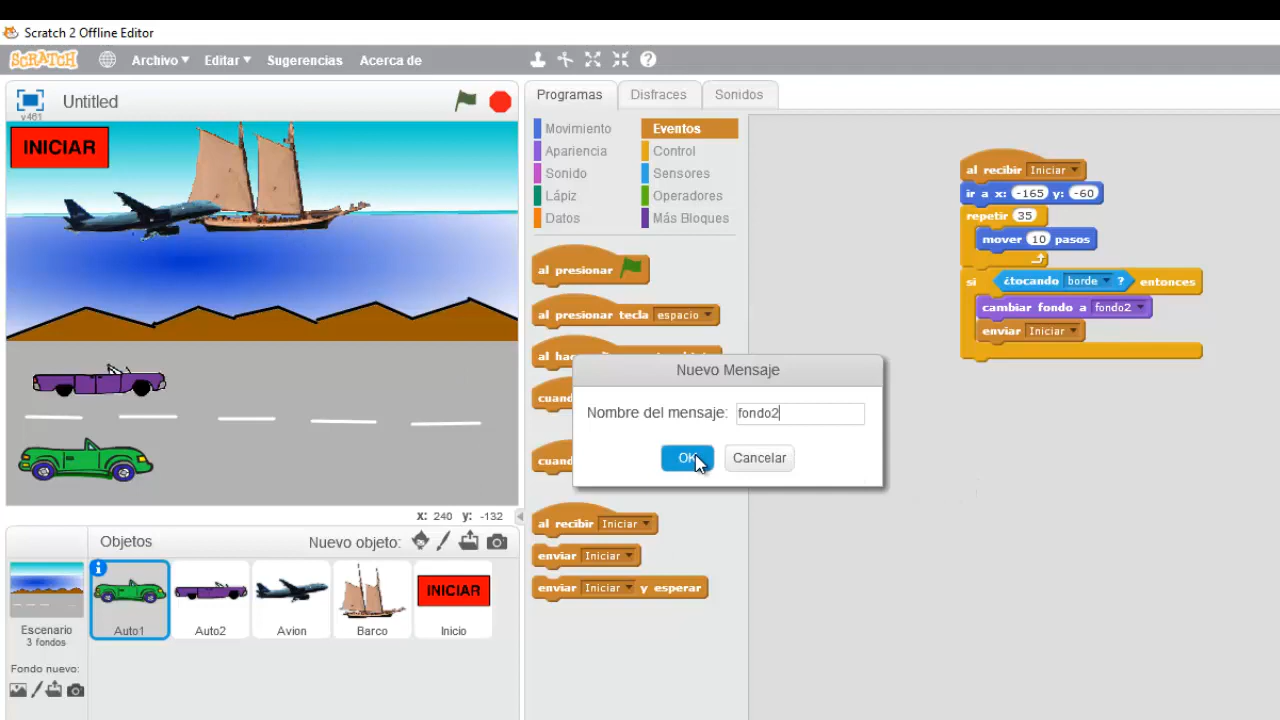 Scratch 2 Offline Editor
SCRATCH Archivo Editar Sugerencias Acerca de
v461 Untitled
INICIAR
x: 240 y: -132
Objetos Nuevo objeto:
Escenario
3 fondos
Fondo nuevo:
Auto1
Auto2
Avion
Barco
INICIAR
Inicio
Programas Disfraces Sonidos
Movimiento Eventos
Apariencia Control
Sonido Sensores
Lápiz Operadores
Datos Más Bloques
al presionar
al presionar tecla espacio
al ha
cuand
cuand
al recibir Iniciar
enviar Iniciar
enviar Iniciar y esperar
Nuevo Mensaje
Nombre del mensaje: fondo2
OK Cancelar
al recibir Iniciar
ir a x: -165 y: -60
repetir 35
mover 10 pasos
si ¿tocando borde ? entonces
cambiar fondo a fondo2
enviar Iniciar